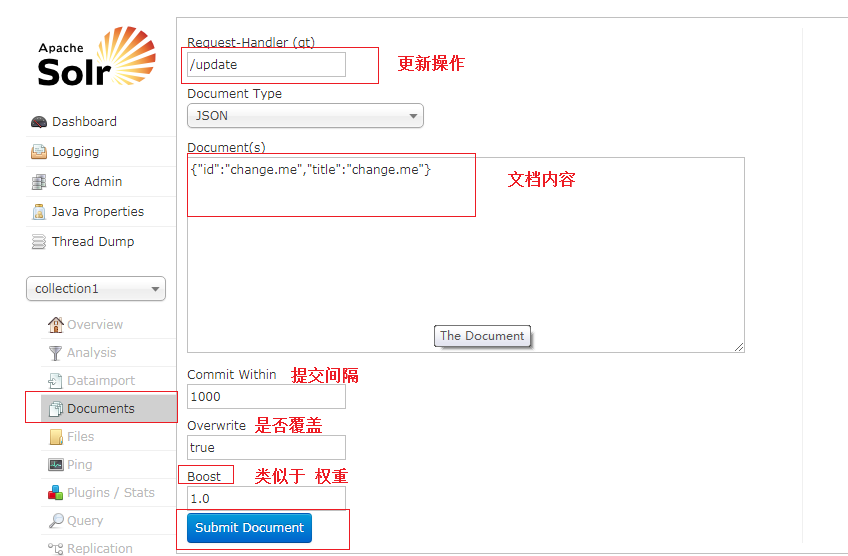 Apache
Solr
Dashboard
Logging
Core Admin
Java Properties
Thread Dump
collection1
Overview
Analysis
Dataimport
Documents
Files
Ping
Plugins / Stats
Query
Replication
Request-Handler (qt)
/update 更新操作
Document Type
JSON
Document(s)
{"id":"change.me","title":"change.me"}
文档内容
The Document
Commit Within 提交间隔
1000
Overwrite 是否覆盖
true
Boost 类似于 权重
1.0
Submit Document